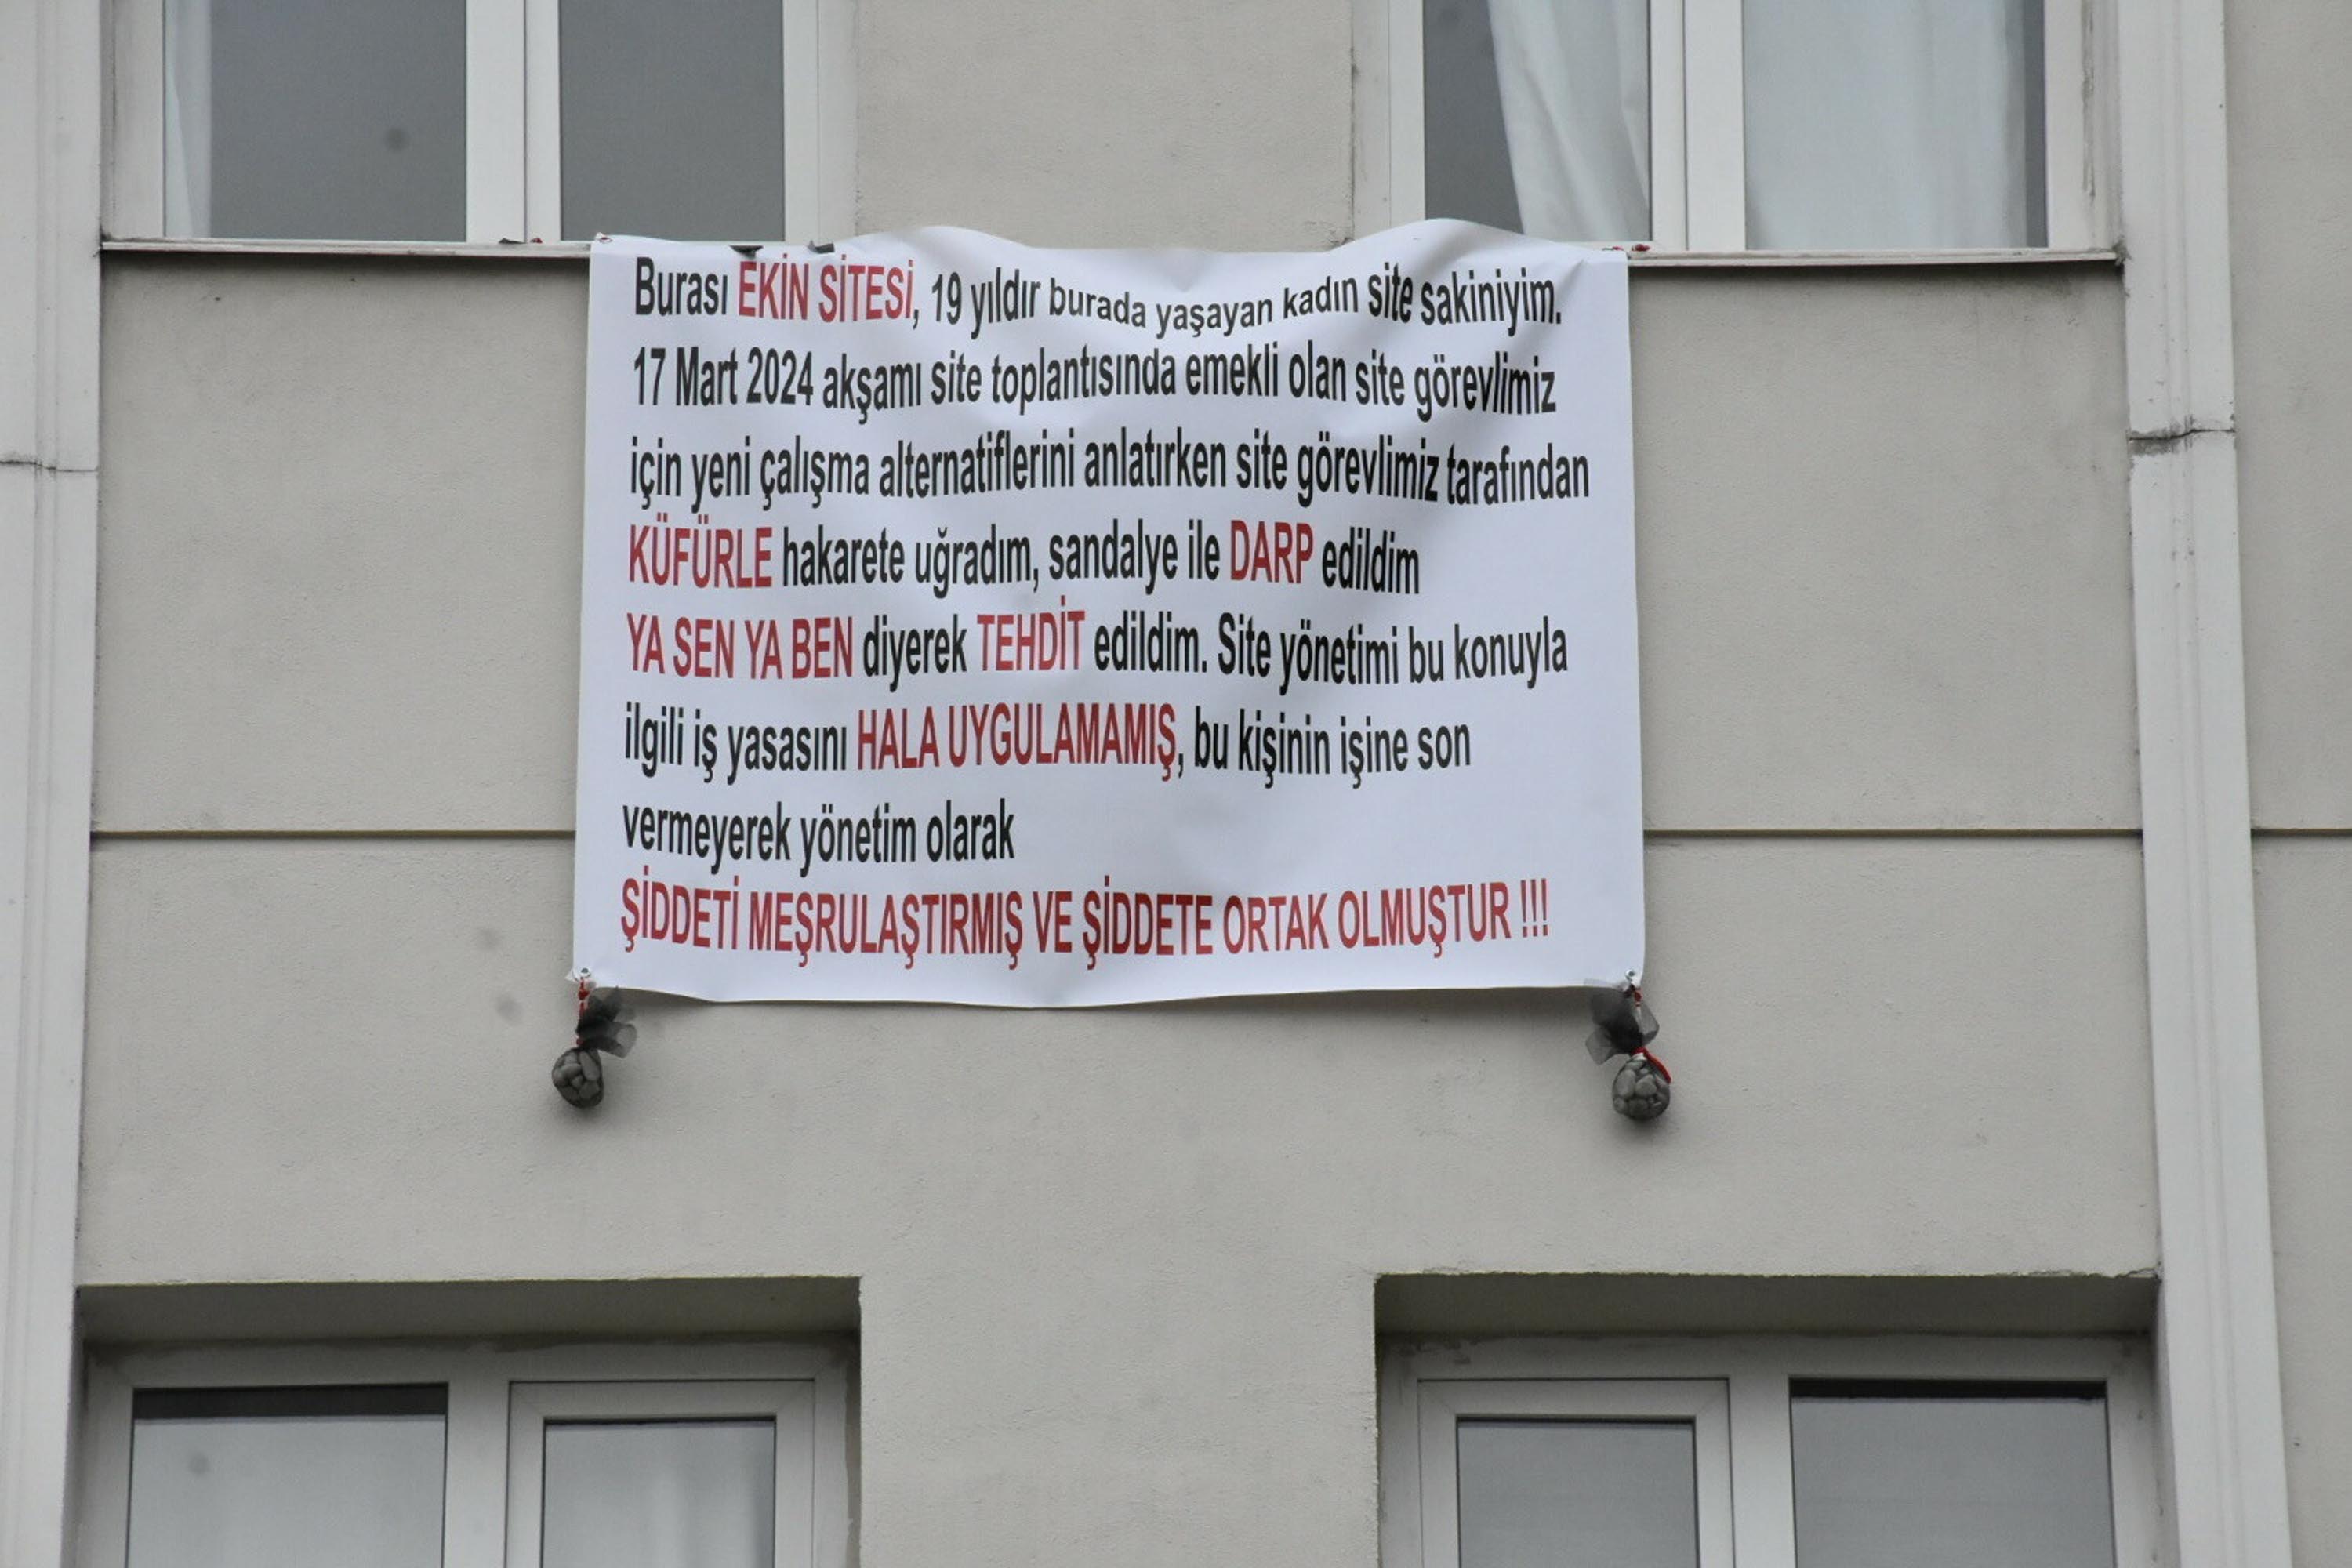 Burası EKİN SİTESİ, 19 yıldır burada yaşayan kadın site sakiniyim.
17 Mart 2024 akşamı site toplantısında emekli olan site görevlimiz
için yeni çalışma alternatiflerini anlatırken site görevlimiz tarafından
KÜFÜRLE hakarete uğradım, sandalye ile DARP edildim
YA SEN YA BEN diyerek TEHDİT edildim. Site yönetimi bu konuyla
ilgili iş yasasını HALA UYGULAMAMIŞ, bu kişinin işine son
vermeyerek yönetim olarak
ŞİDDETİ MEŞRULAŞTIRMIŞ VE ŞİDDETE ORTAK OLMUŞTUR !!!